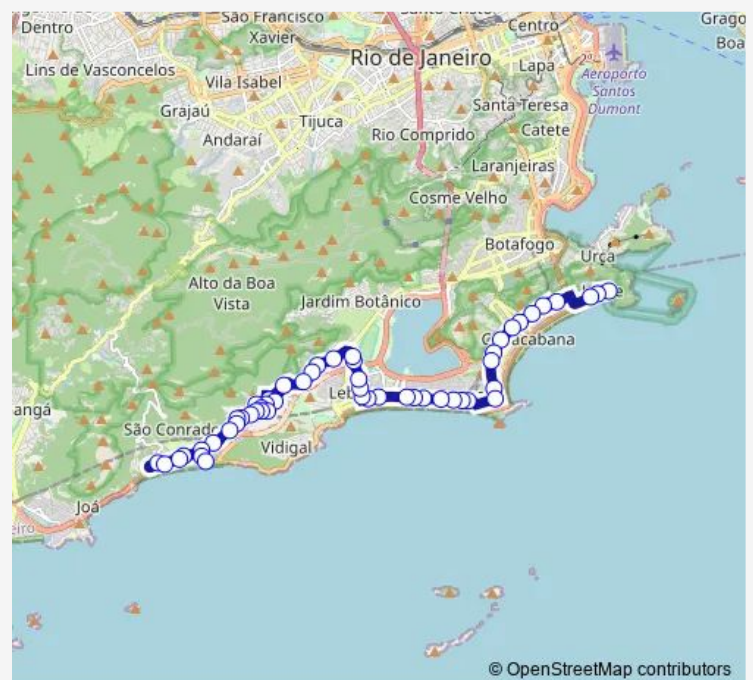 Dentro
São Francisco
Xavier
Centro
Grago
Boa
Rio de Janeiro
Lins de Vasconcelos
Vila Isabel
Lapa
Aeroporto
Santos
Dumont
Grajaú
Tijuca
Santa Teresa
Andaraí
Rio Comprido
Catete
Laranjeiras
Cosme Velho
Botafogo
Urca
Alto da Boa
Vista
Jardim Botânico
São Conrado
Vidigal
Joá
© OpenStreetMap contributors